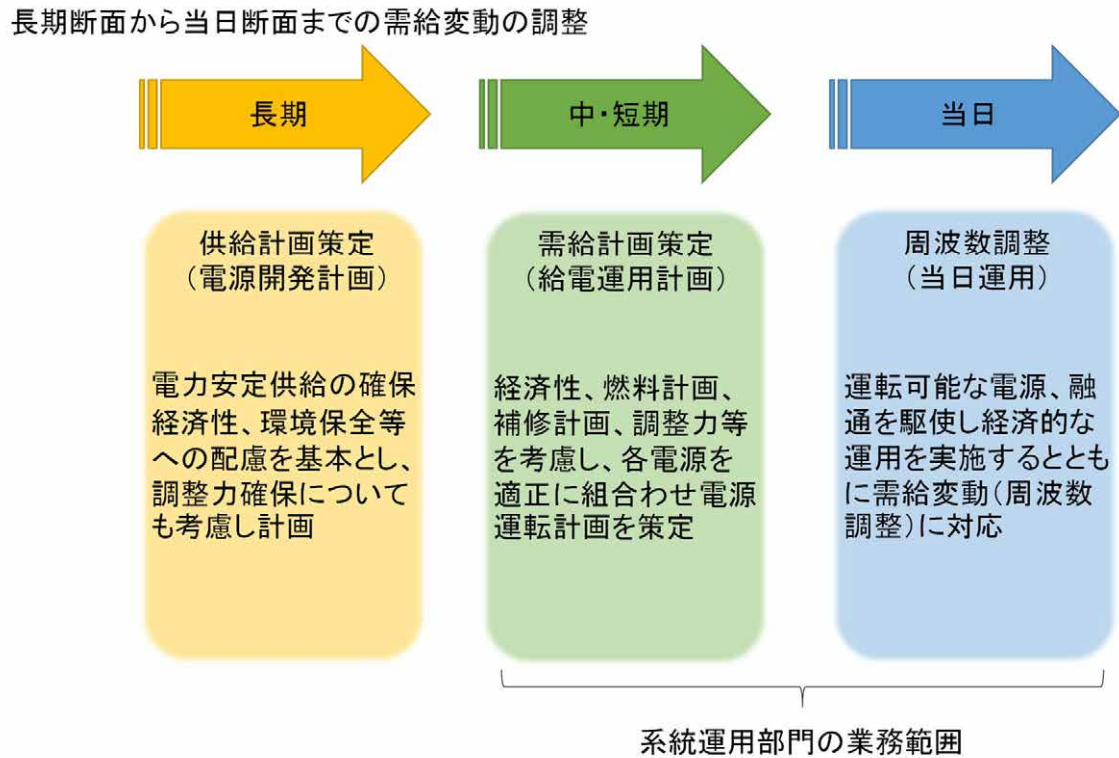 長期断面から当日断面までの需給変動の調整
長期
中・短期
当日
供給計画策定
（電源開発計画）
電力安定供給の確保
経済性、環境保全等
への配慮を基本とし、
調整力確保について
も考慮し計画
需給計画策定
（給電運用計画）
経済性、燃料計画、
補修計画、調整力等
を考慮し、各電源を
適正に組合わせ電源
運転計画を策定
周波数調整
（当日運用）
運転可能な電源、融
通を駆使し経済的な
運用を実施するととも
に需給変動（周波数
調整）に対応
系統運用部門の業務範囲